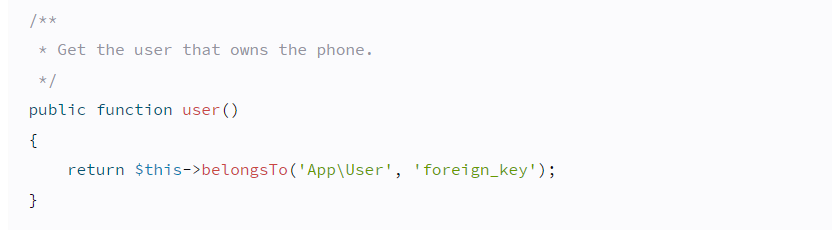 /**
 * Get the user that owns the phone.
 */
public function user()
{
    return $this->belongsTo('App\User', 'foreign_key');
}